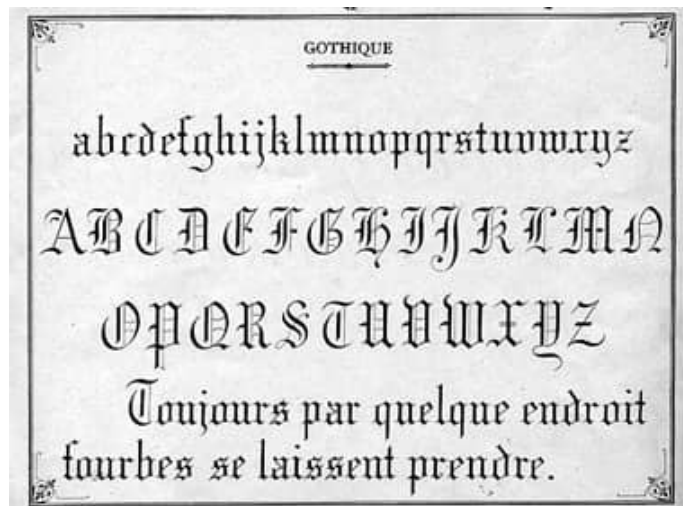 GOTHIQUE
abcdefghijklmnopqrstuvwxyz
ABCDEFGHIJKLMN
OPQRSTUVWXYZ
Toujours par quelque endroit
fourbes se laissent prendre.